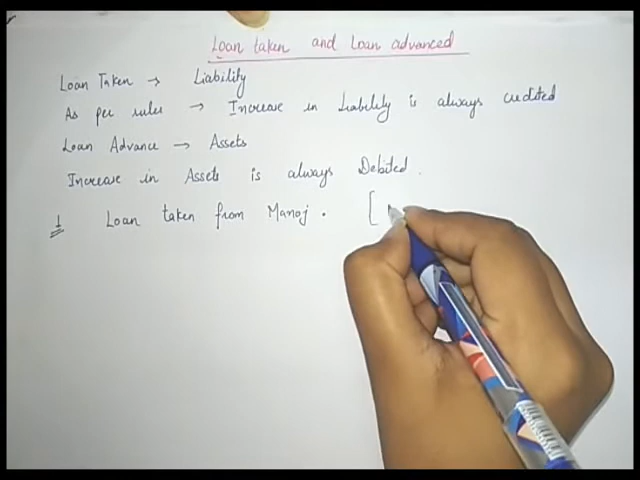 Loan taken and Loan advanced
Loan Taken → Liability
As per rules → Increase in Liability is always credited
Loan Advance → Assets
Increase in Assets is always Debited.
1 Loan taken from Manoj. [